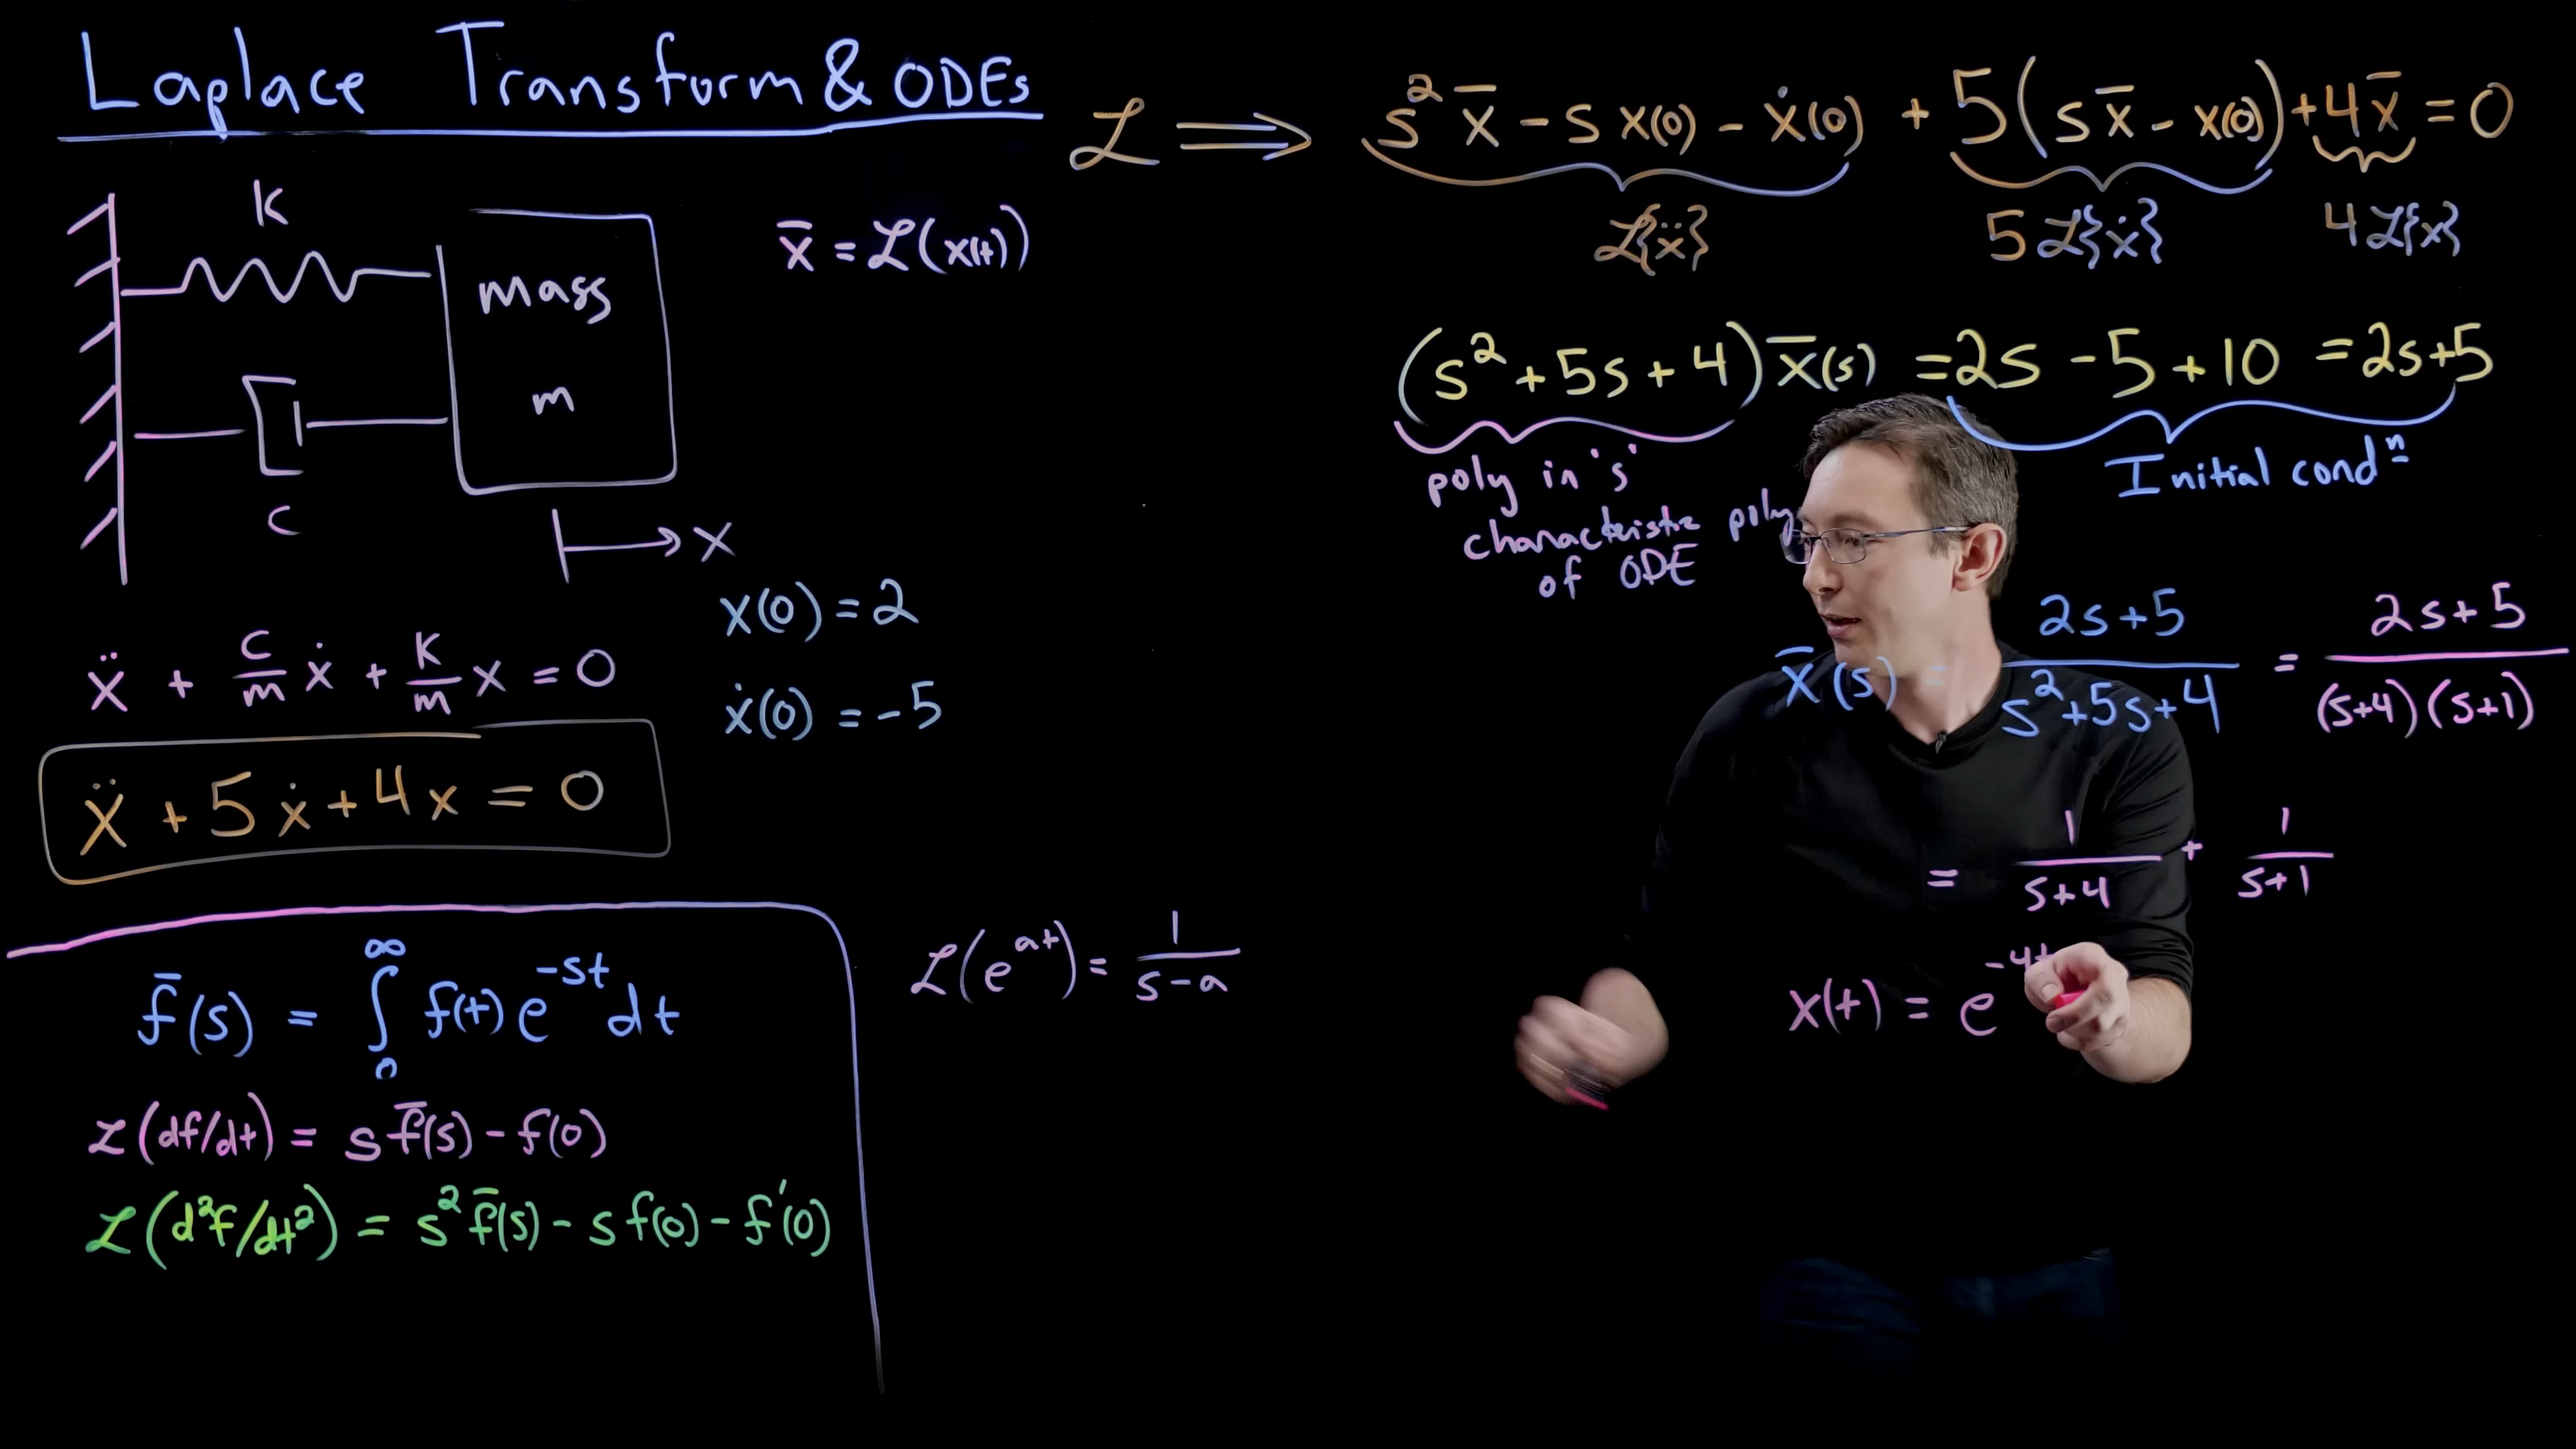 Laplace Transform & ODEs
k
mass
m
c
x
x̄ = ℒ(x(t))
x(0) = 2
ẋ(0) = -5
ẍ + c/m ẋ + k/m x = 0
ẍ + 5ẋ + 4x = 0
f̄(s) = ∫₀^∞ f(t) e^{-st} dt
ℒ(df/dt) = s f̄(s) - f(0)
ℒ(d²f/dt²) = s² f̄(s) - s f(0) - f'(0)
ℒ(e^{at}) = 1/(s-a)
ℒ ⟹ s² x̄ - s x(0) - ẋ(0) + 5(s x̄ - x(0)) + 4x̄ = 0
ℒ{ẍ} 5ℒ{ẋ} 4ℒ{x}
(s² + 5s + 4) x̄(s) = 2s - 5 + 10 = 2s+5
poly in 's'
characteristic poly
of ODE
Initial condⁿ
x̄(s) = (2s+5)/(s²+5s+4) = (2s+5)/((s+4)(s+1))
= 1/(s+4) + 1/(s+1)
x(t) = e^{-4t}